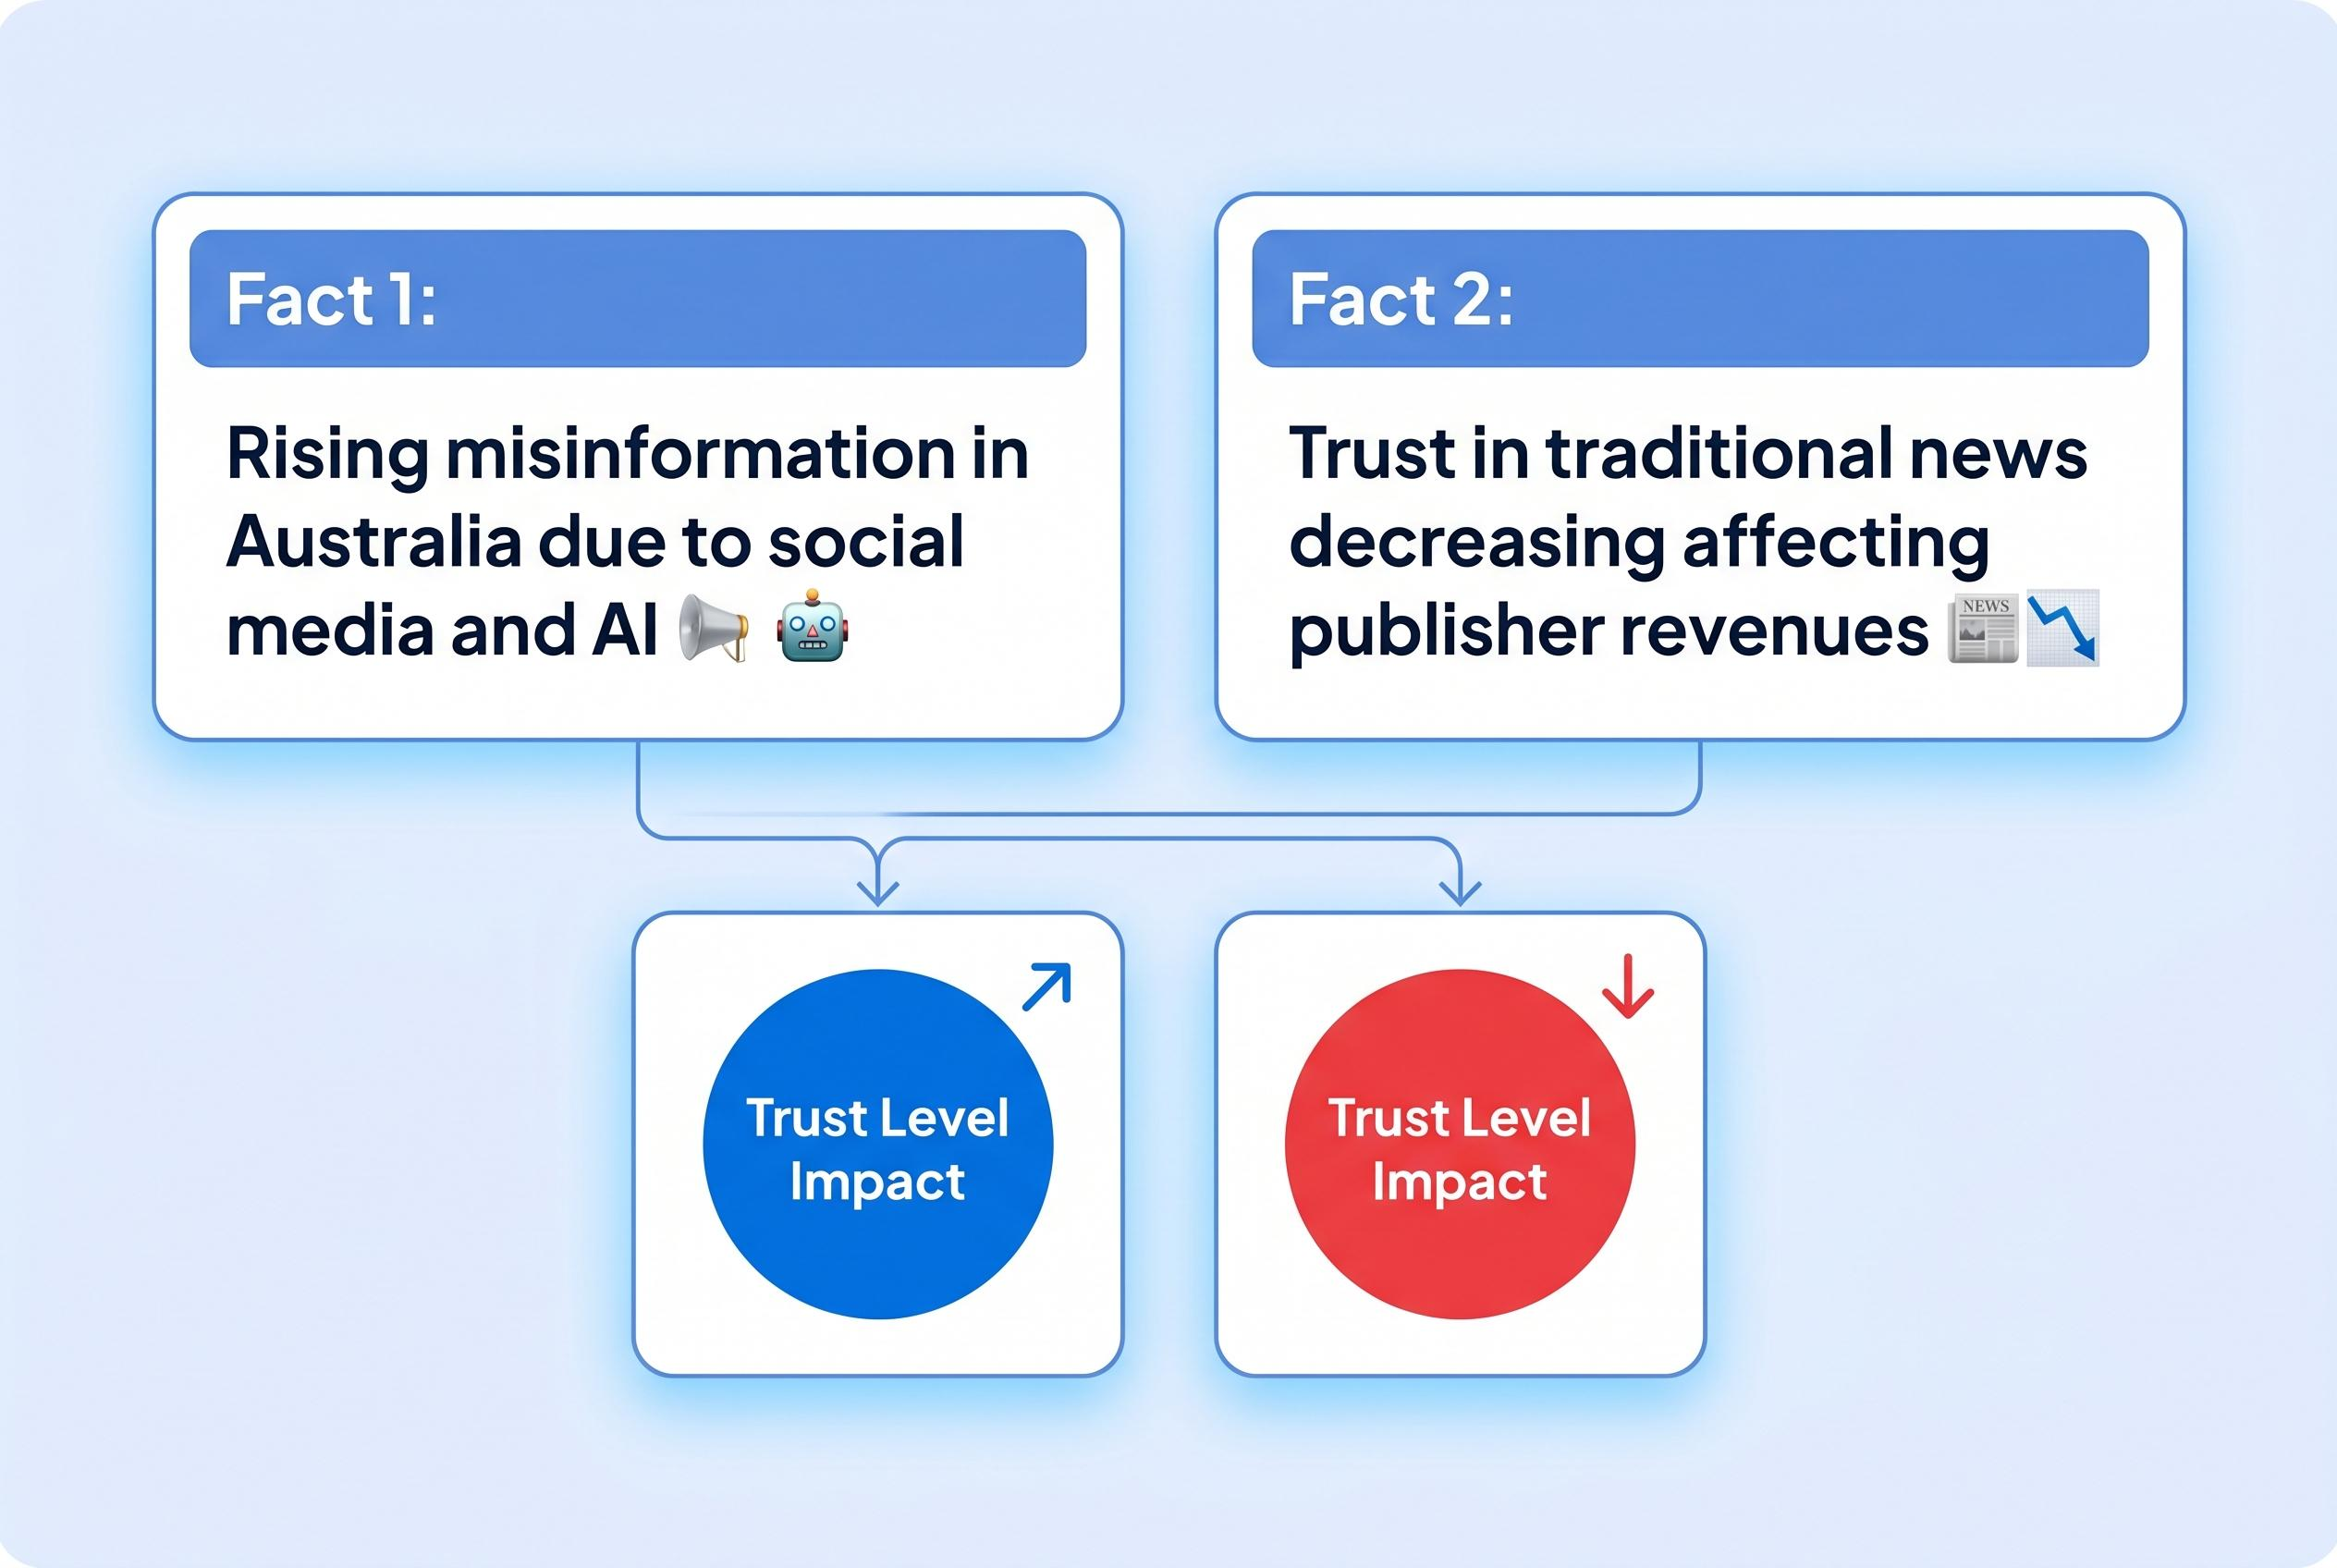 Fact 1:
Rising misinformation in
Australia due to social
media and AI
Fact 2:
Trust in traditional news
decreasing affecting
publisher revenues
NEWS
Trust Level
Impact
Trust Level
Impact